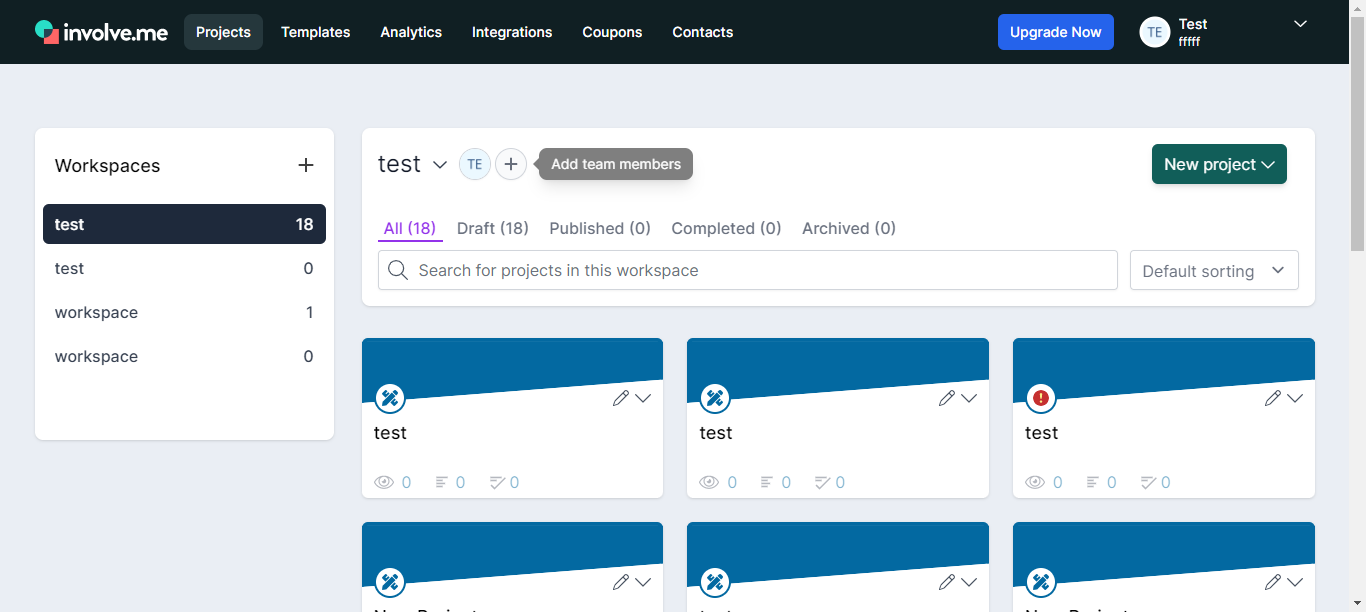 involve.me Projects Templates Analytics Integrations Coupons Contacts Upgrade Now TE Test
fffff
Workspaces
test 18
test 0
workspace 1
workspace 0
test TE Add team members New project
All (18) Draft (18) Published (0) Completed (0) Archived (0)
Search for projects in this workspace Default sorting
test test test
0 0 0 0 0 0 0 0 0